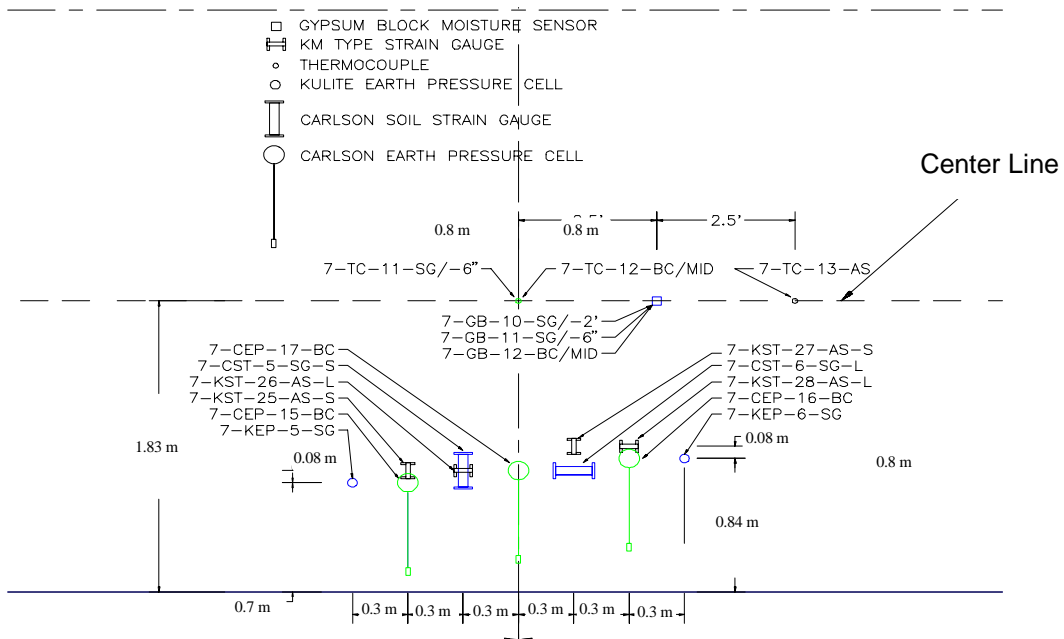 GYPSUM BLOCK MOISTURE SENSOR
KM TYPE STRAIN GAUGE
THERMOCOUPLE
KULITE EARTH PRESSURE CELL
CARLSON SOIL STRAIN GAUGE
CARLSON EARTH PRESSURE CELL
Center Line
2.5'
0.8 m 0.8 m
7-TC-11-SG/-6" 7-TC-12-BC/MID 7-TC-13-AS
7-GB-10-SG/-2'
7-GB-11-SG/-6"
7-GB-12-BC/MID
7-CEP-17-BC
7-CST-5-SG-S
7-KST-26-AS-L
7-KST-25-AS-S
7-CEP-15-BC
7-KEP-5-SG
7-KST-27-AS-S
7-CST-6-SG-L
7-KST-28-AS-L
7-CEP-16-BC
7-KEP-6-SG
1.83 m
0.08 m
0.08 m
0.8 m
0.84 m
0.7 m
0.3 m 0.3 m 0.3 m 0.3 m 0.3 m 0.3 m